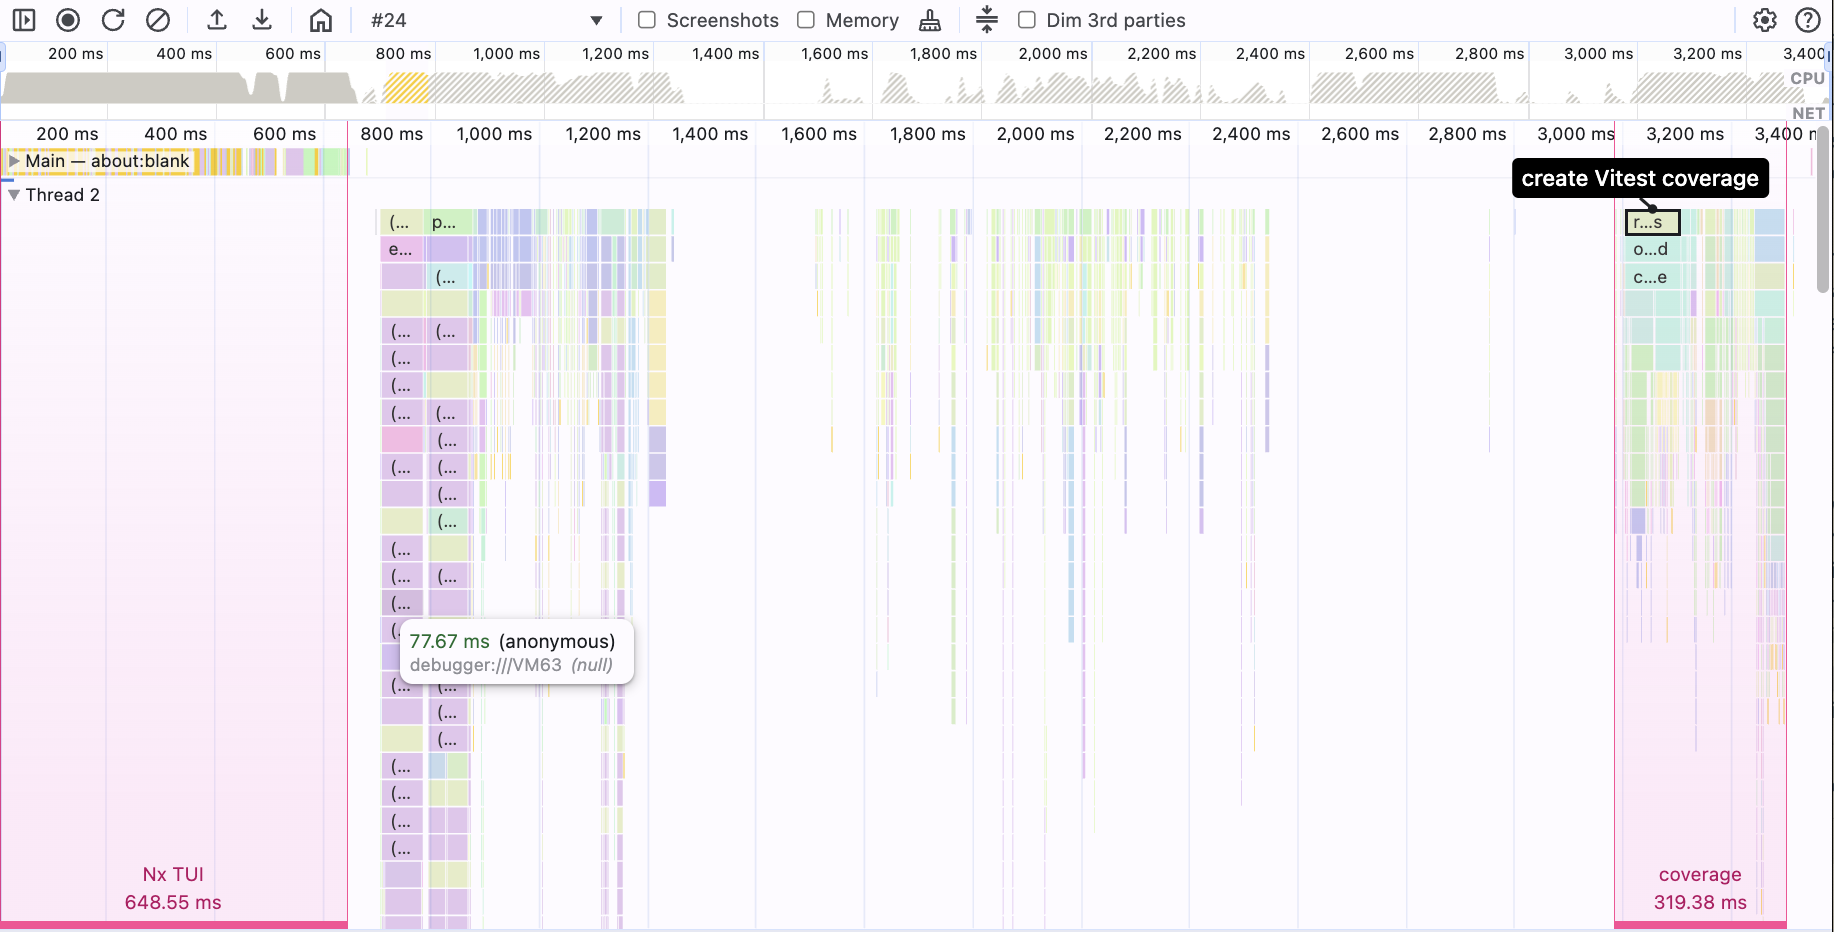 #24 Screenshots Memory Dim 3rd parties
200 ms 400 ms 600 ms 800 ms 1,000 ms 1,200 ms 1,400 ms 1,600 ms 1,800 ms 2,000 ms 2,200 ms 2,400 ms 2,600 ms 2,800 ms 3,000 ms 3,200 ms 3,400
CPU
NET
200 ms 400 ms 600 ms 800 ms 1,000 ms 1,200 ms 1,400 ms 1,600 ms 1,800 ms 2,000 ms 2,200 ms 2,400 ms 2,600 ms 2,800 ms 3,000 ms 3,200 ms 3,400 m
Main — about:blank
create Vitest coverage
Thread 2
(... p... r...s
e... o...d
(... c...e
(... (...
(...
(...
(... (...
(...
(... (...
(...
(...
(...
(... (...
(...
(...
77.67 ms (anonymous)
debugger:///VM63 (null)
(... (...
(...
(...
(...
(...
(...
(...
Nx TUI coverage
648.55 ms 319.38 ms